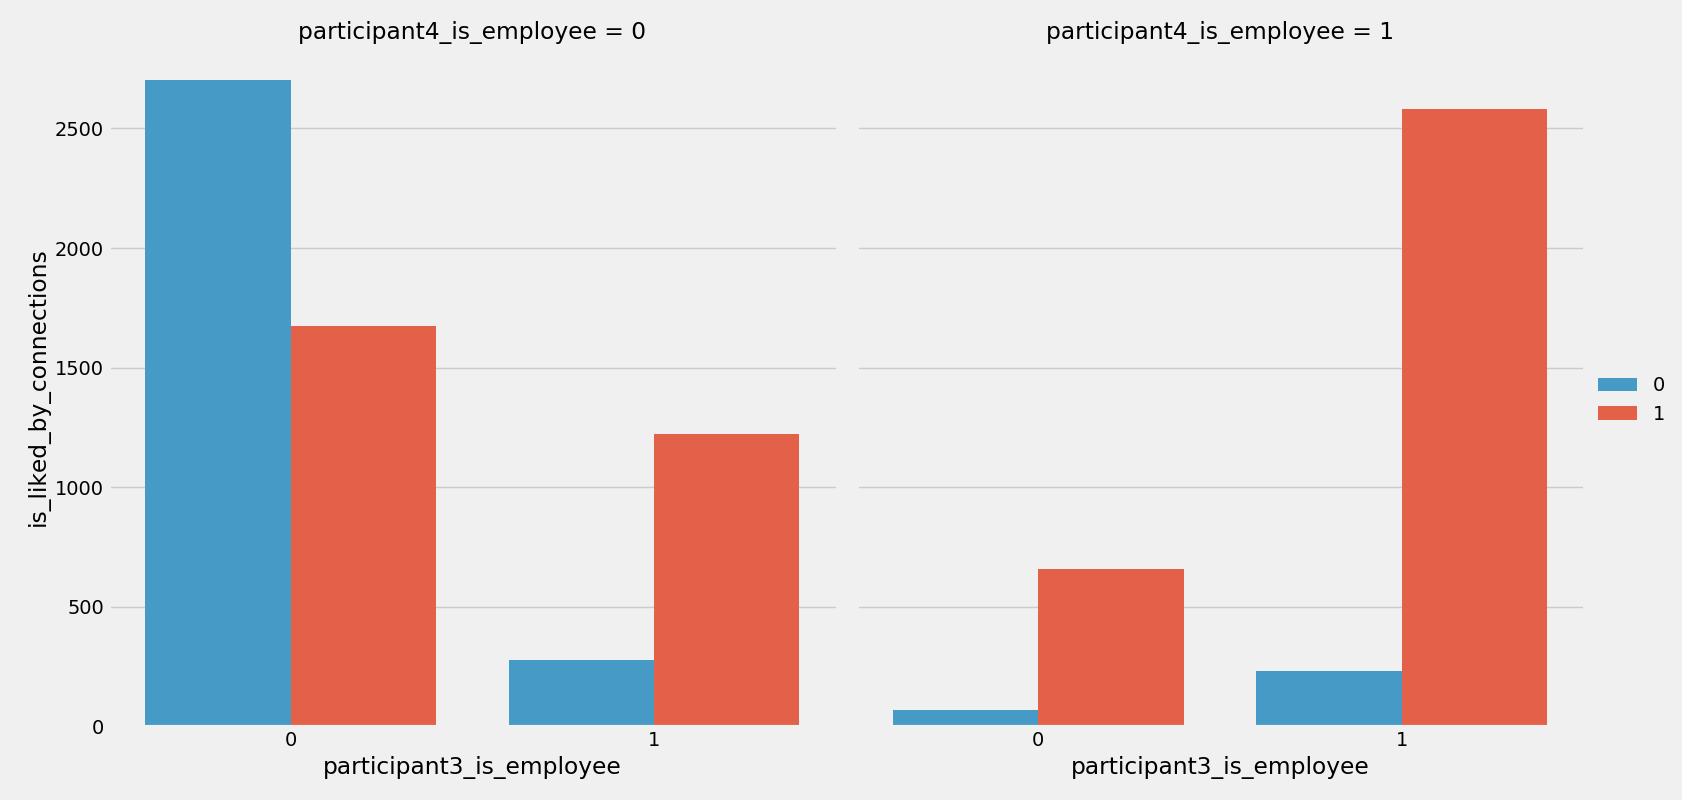 participant4_is_employee = 0
participant4_is_employee = 1
is_liked_by_connections
2500
2000
1500
1000
500
0
0
1
0
1
participant3_is_employee
participant3_is_employee
0
1